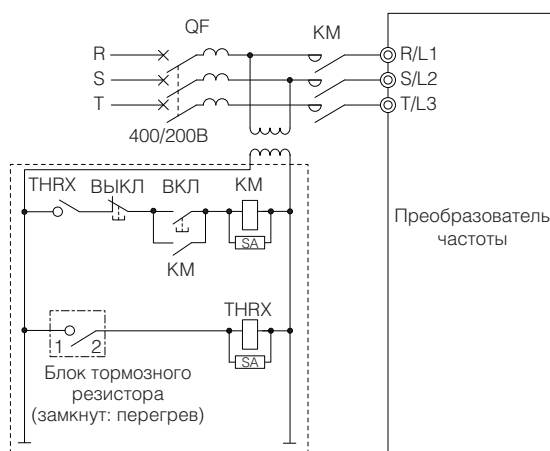 QF
KM
R
R/L1
S
S/L2
T
T/L3
400/200В
THRX
ВЫКЛ
ВКЛ
KM
SA
KM
Преобразователь
частоты
THRX
1
2
SA
Блок тормозного
резистора
(замкнут: перегрев)